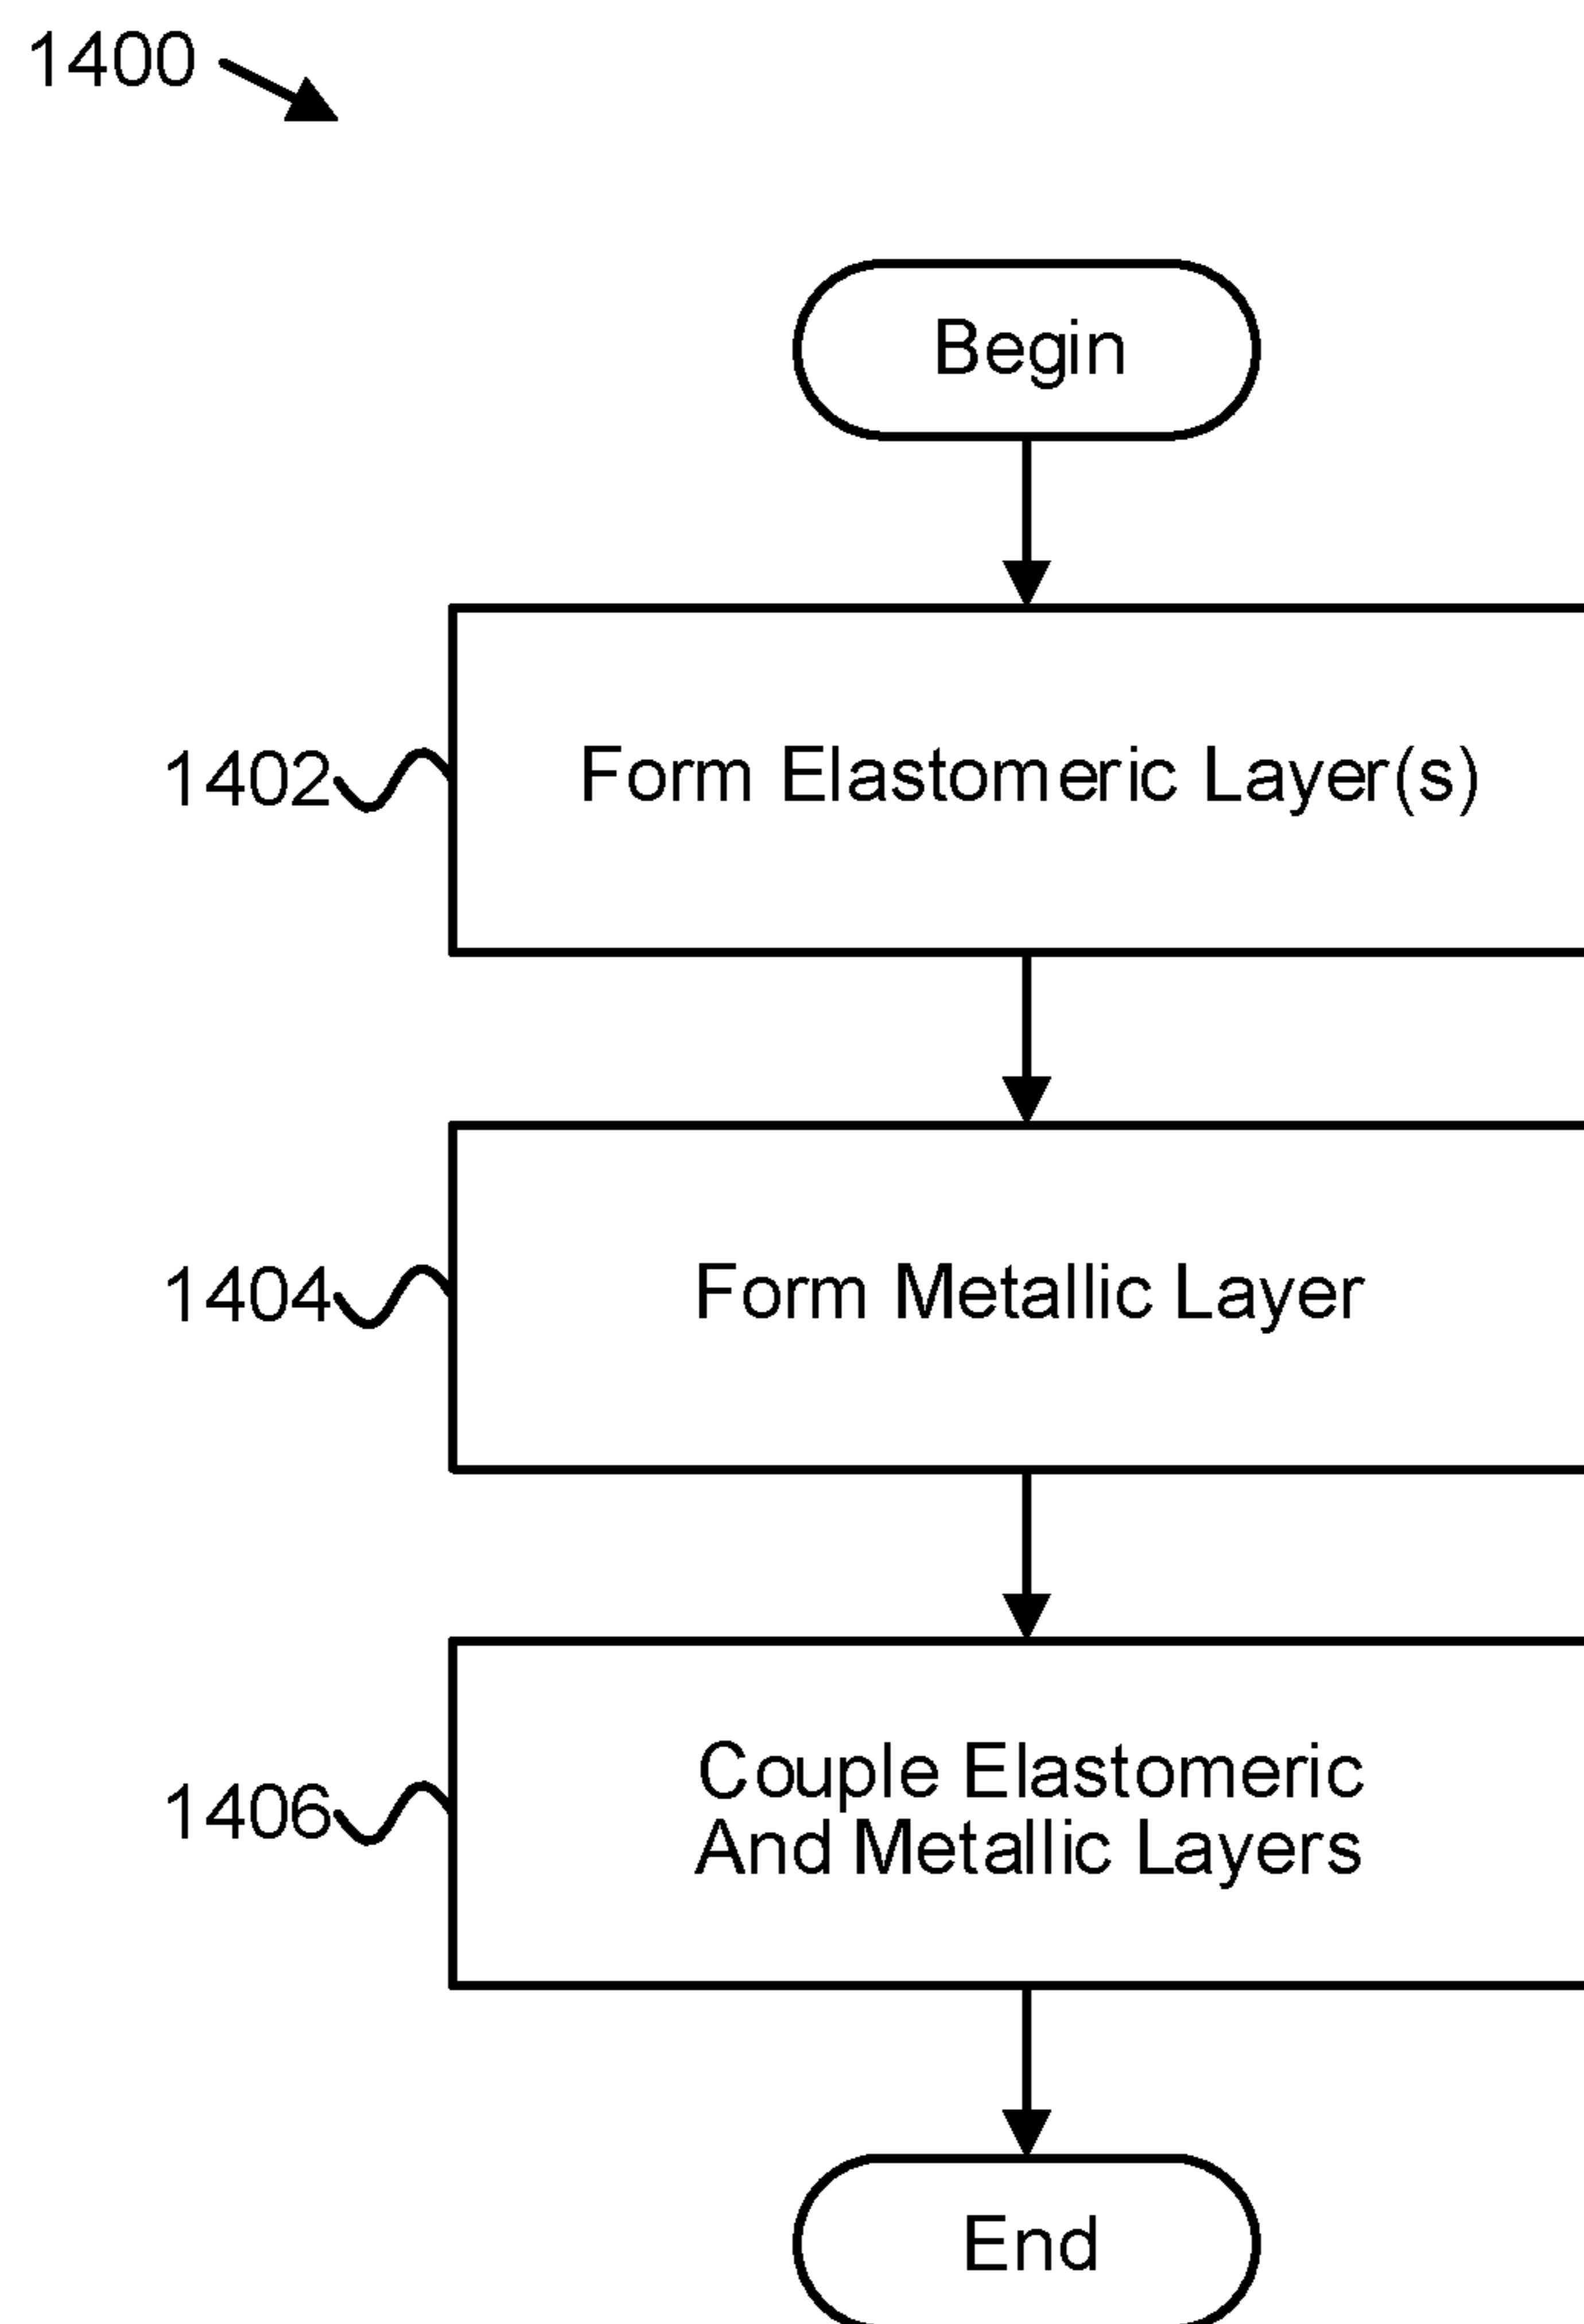 1400
Begin
1402
Form Elastomeric Layer(s)
1404
Form Metallic Layer
1406
Couple Elastomeric
And Metallic Layers
End